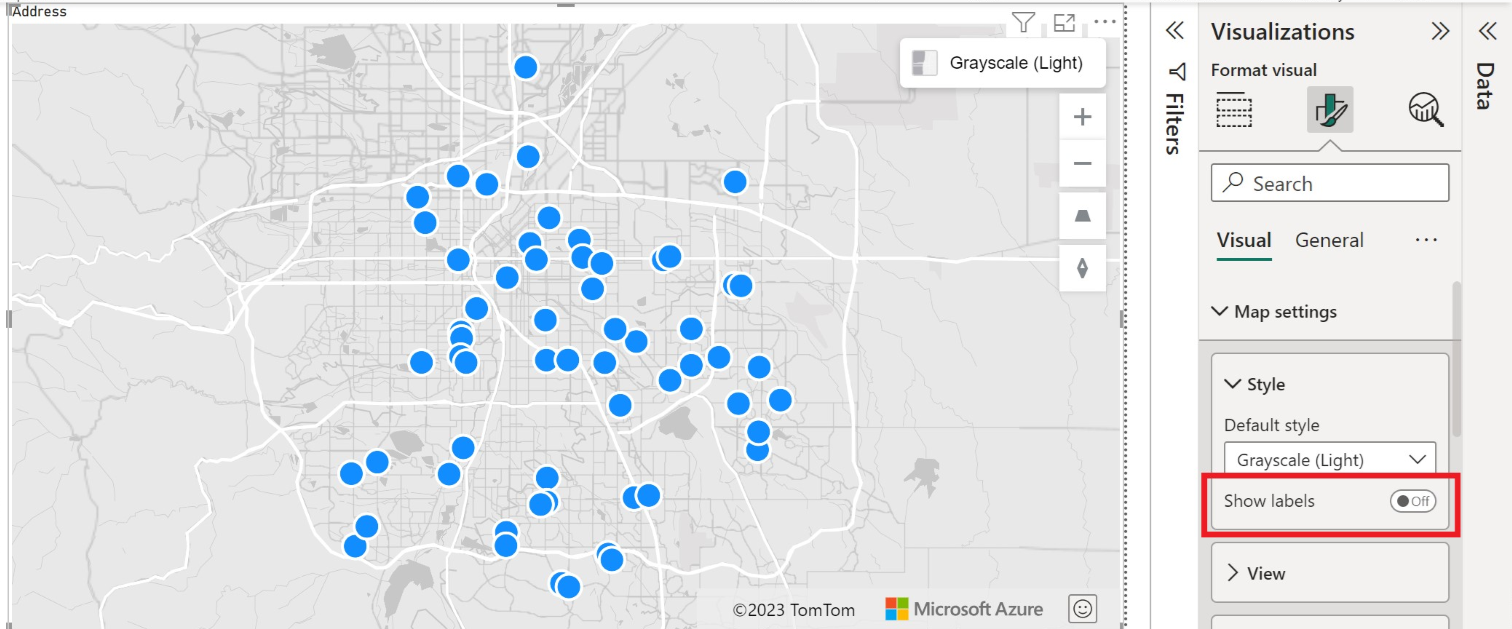 Address
Grayscale (Light)
©2023 TomTom
Microsoft Azure
Filters
Visualizations
Format visual
Search
Visual
General
Map settings
Style
Default style
Grayscale (Light)
Show labels
Off
View
Data